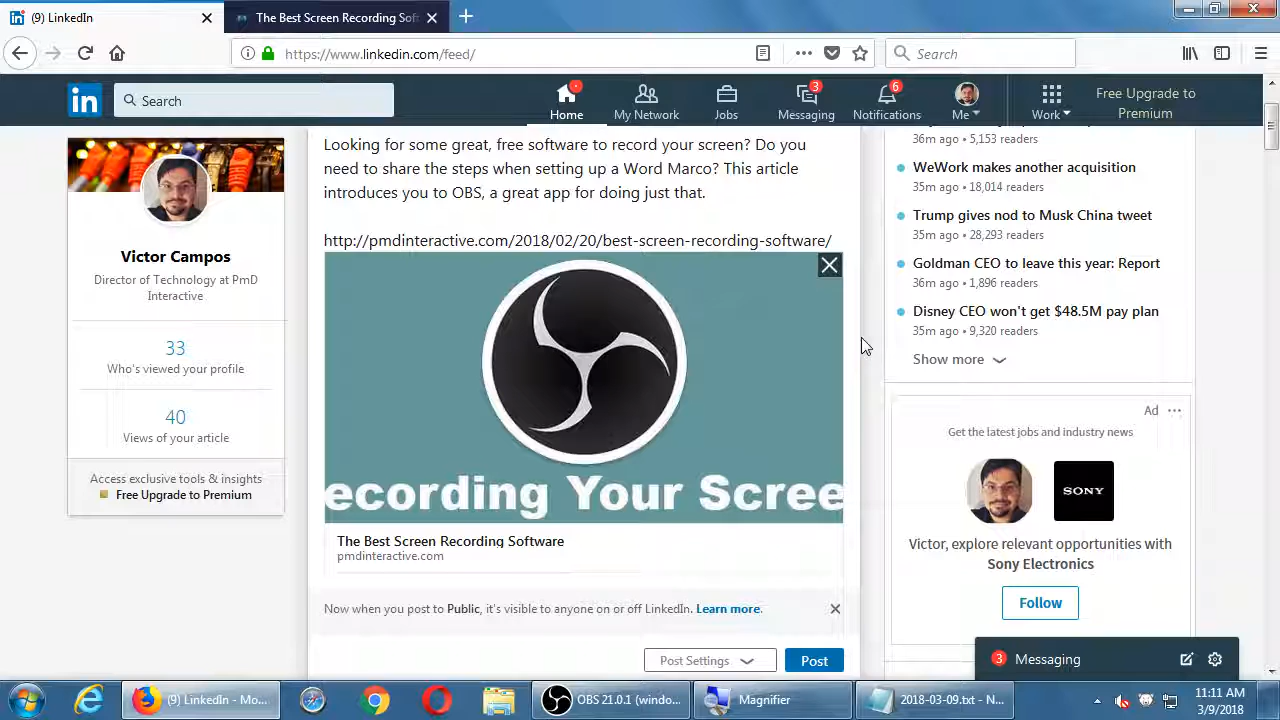 (9) LinkedIn
The Best Screen Recording Sof
https://www.linkedin.com/feed/
Search
in
Search
Home
My Network
Jobs
3
Messaging
6
Notifications
Me
Work
Free Upgrade to
Premium
Victor Campos
Director of Technology at PmD
Interactive
33
Who's viewed your profile
40
Views of your article
Access exclusive tools & insights
Free Upgrade to Premium
Looking for some great, free software to record your screen? Do you
need to share the steps when setting up a Word Marco? This article
introduces you to OBS, a great app for doing just that.
http://pmdinteractive.com/2018/02/20/best-screen-recording-software/
ecording Your Scree
The Best Screen Recording Software
pmdinteractive.com
Now when you post to Public, it's visible to anyone on or off LinkedIn. Learn more.
Post Settings
Post
36m ago • 5,153 readers
WeWork makes another acquisition
35m ago • 18,014 readers
Trump gives nod to Musk China tweet
35m ago • 28,293 readers
Goldman CEO to leave this year: Report
36m ago • 1,896 readers
Disney CEO won't get $48.5M pay plan
35m ago • 9,320 readers
Show more
Ad
Get the latest jobs and industry news
SONY
Victor, explore relevant opportunities with
Sony Electronics
Follow
3 Messaging
(9) LinkedIn - Mo...
OBS 21.0.1 (windo...
Magnifier
2018-03-09.txt - N...
11:11 AM
3/9/2018